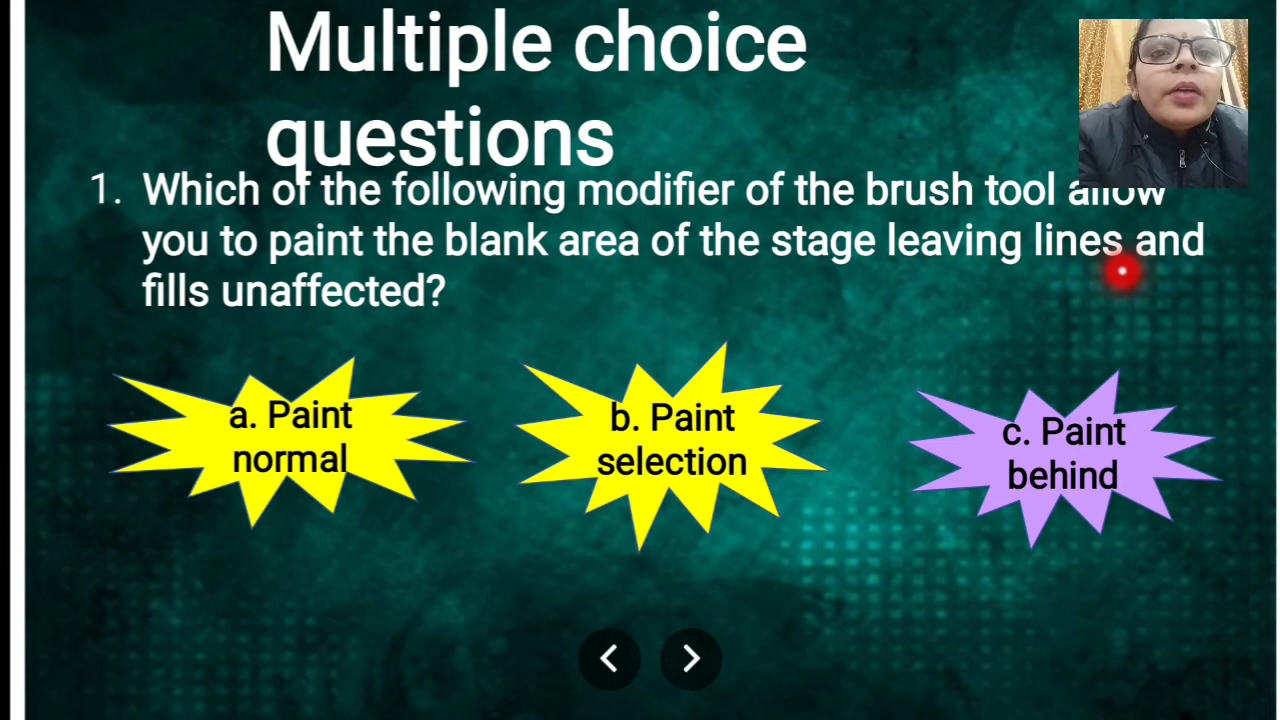 Multiple choice
questions
1. Which of the following modifier of the brush tool allow
you to paint the blank area of the stage leaving lines and
fills unaffected?
a. Paint
normal
b. Paint
selection
c. Paint
behind